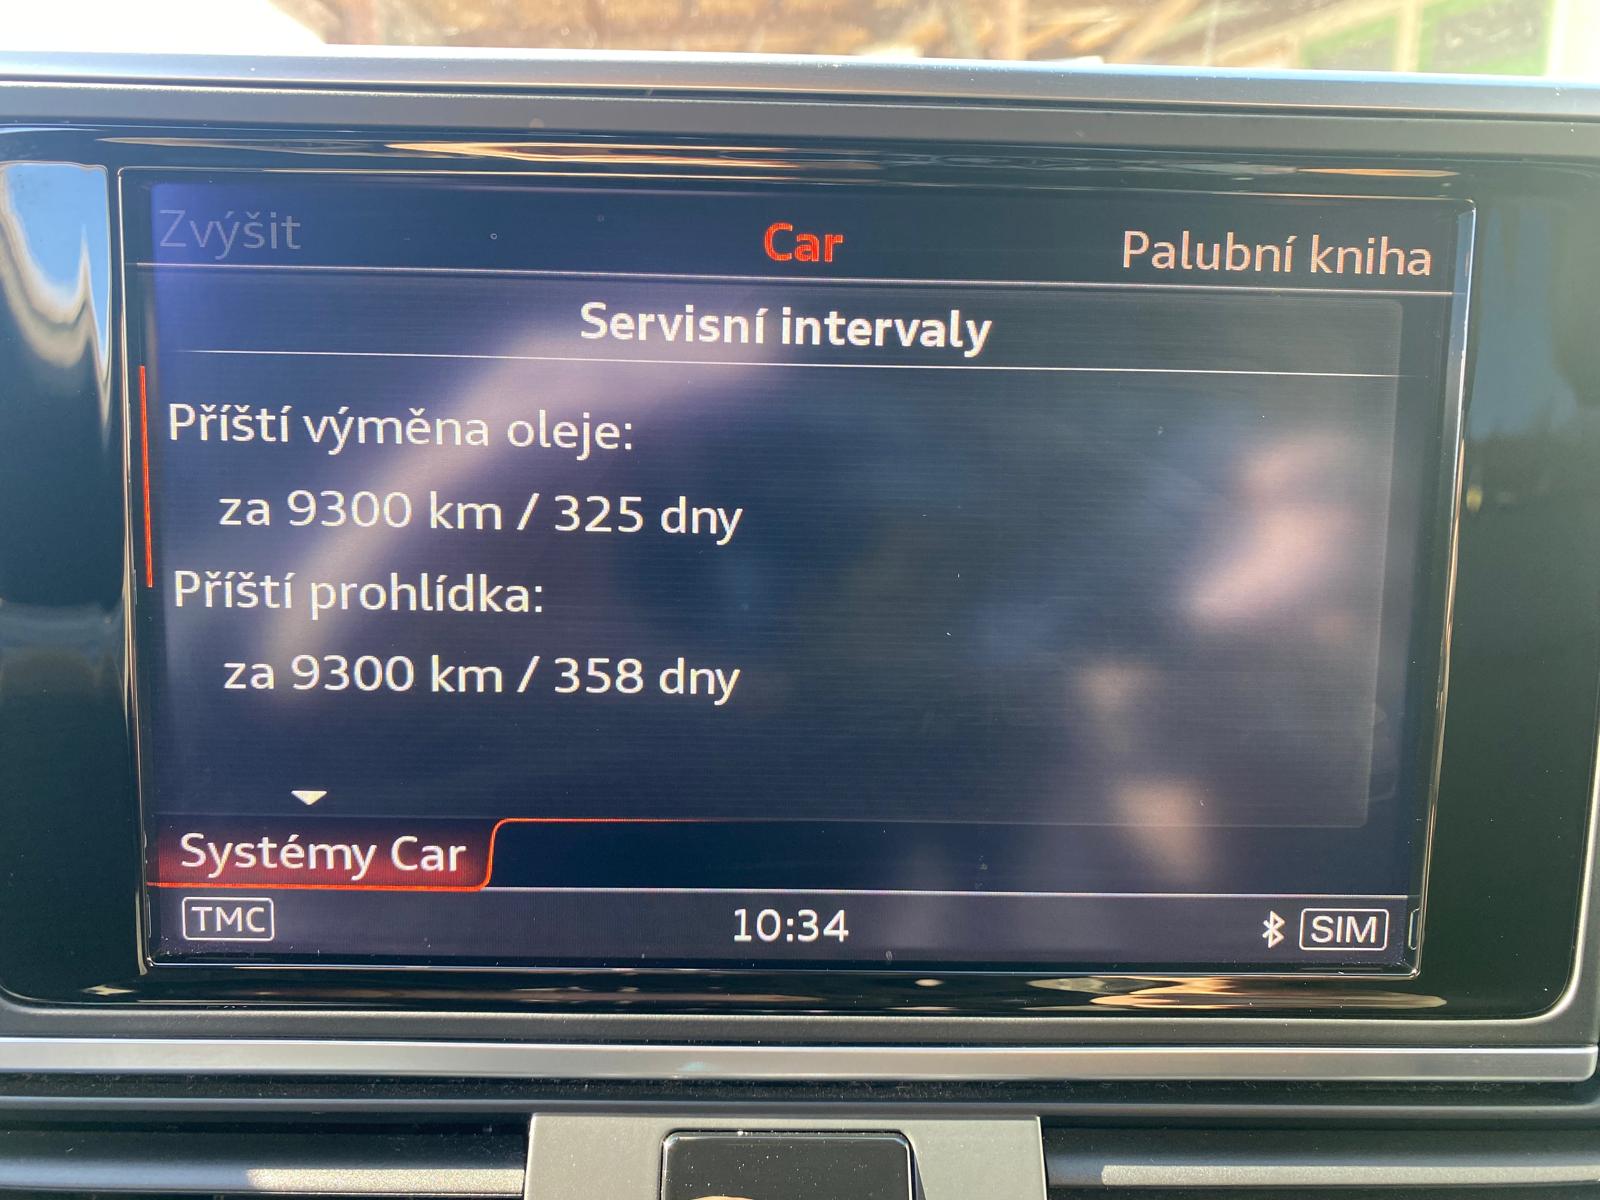 Zvýšit Car Palubní kniha
Servisní intervaly
Příští výměna oleje:
za 9300 km / 325 dny
Příští prohlídka:
za 9300 km / 358 dny
Systémy Car
TMC 10:34 SIM